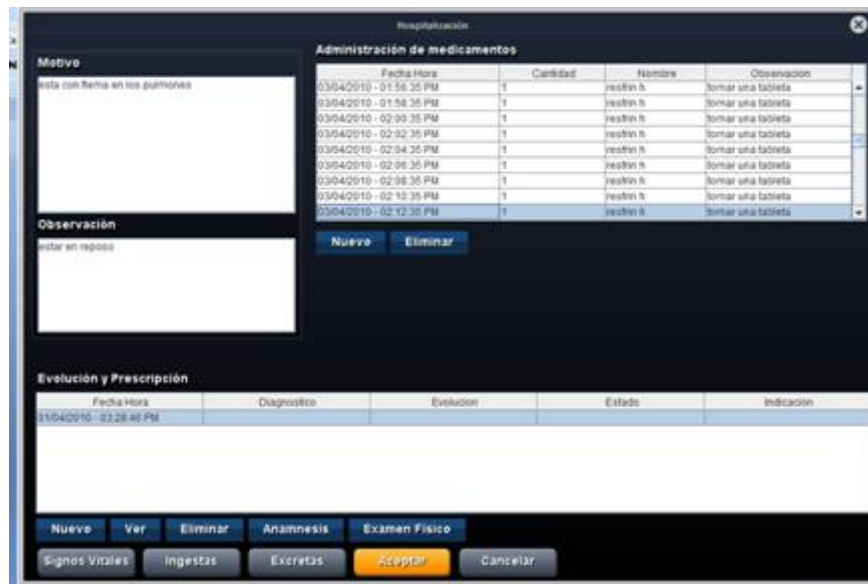 Hospitalización
Motivo
esta con flema en los pulmones
Observación
estar en reposo
Administración de medicamentos
Fecha Hora Cantidad Nombre Observacion
03/04/2010 - 01:56:35 PM 1 resfrin h tomar una tableta
03/04/2010 - 01:58:35 PM 1 resfrin h tomar una tableta
03/04/2010 - 02:00:35 PM 1 resfrin h tomar una tableta
03/04/2010 - 02:02:35 PM 1 resfrin h tomar una tableta
03/04/2010 - 02:04:35 PM 1 resfrin h tomar una tableta
03/04/2010 - 02:06:35 PM 1 resfrin h tomar una tableta
03/04/2010 - 02:08:35 PM 1 resfrin h tomar una tableta
03/04/2010 - 02:10:35 PM 1 resfrin h tomar una tableta
03/04/2010 - 02:12:35 PM 1 resfrin h tomar una tableta
Nuevo Eliminar
Evolución y Prescripción
Fecha Hora Diagnostico Evolucion Estado Indicacion
31/04/2010 - 03:28:46 PM
Nuevo Ver Eliminar Anamnesis Examen Físico
Signos Vitales Ingestas Excretas Aceptar Cancelar